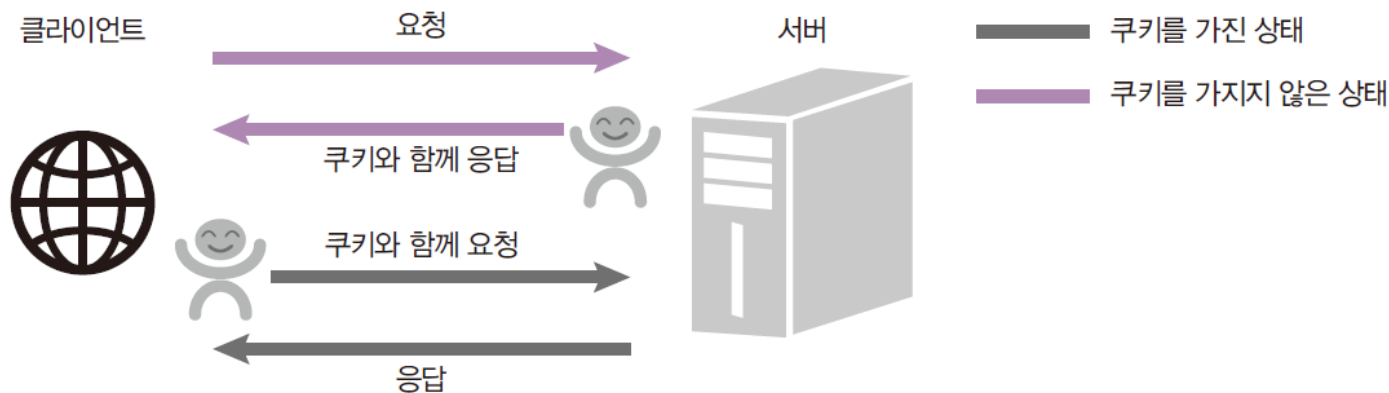 클라이언트
요청
서버
쿠키를 가진 상태
쿠키를 가지지 않은 상태
쿠키와 함께 응답
쿠키와 함께 요청
응답